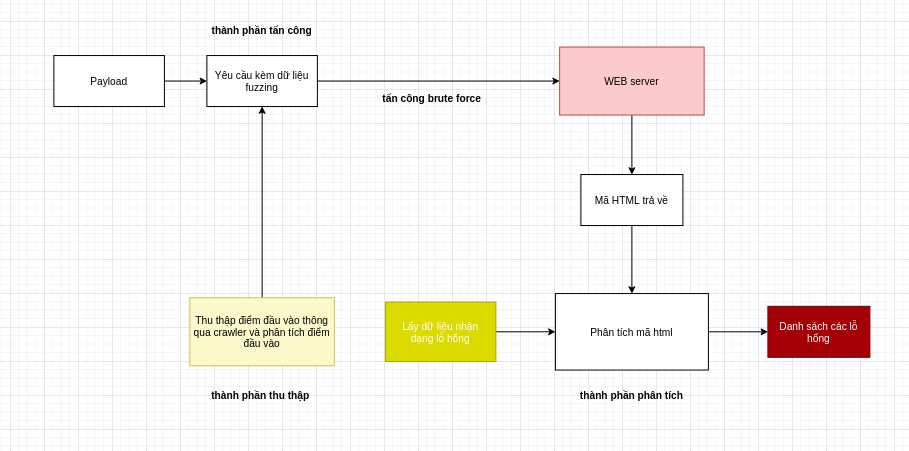 thành phần tấn công
Payload
Yêu cầu kèm dữ liệu
fuzzing
tấn công brute force
WEB server
Mã HTML trả về
Thu thập điểm đầu vào thông
qua crawler và phân tích điểm
đầu vào
Lấy dữ liệu nhận
dạng lỗ hổng
Phân tích mã html
Danh sách các lỗ
hổng
thành phần thu thập
thành phần phân tích